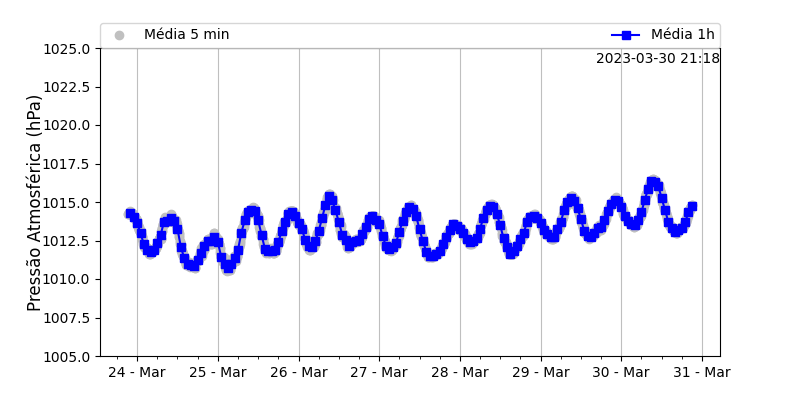 Média 5 min
Média 1h
2023-03-30 21:18
Pressão Atmosférica (hPa)
1025.0
1022.5
1020.0
1017.5
1015.0
1012.5
1010.0
1007.5
1005.0
24 - Mar
25 - Mar
26 - Mar
27 - Mar
28 - Mar
29 - Mar
30 - Mar
31 - Mar